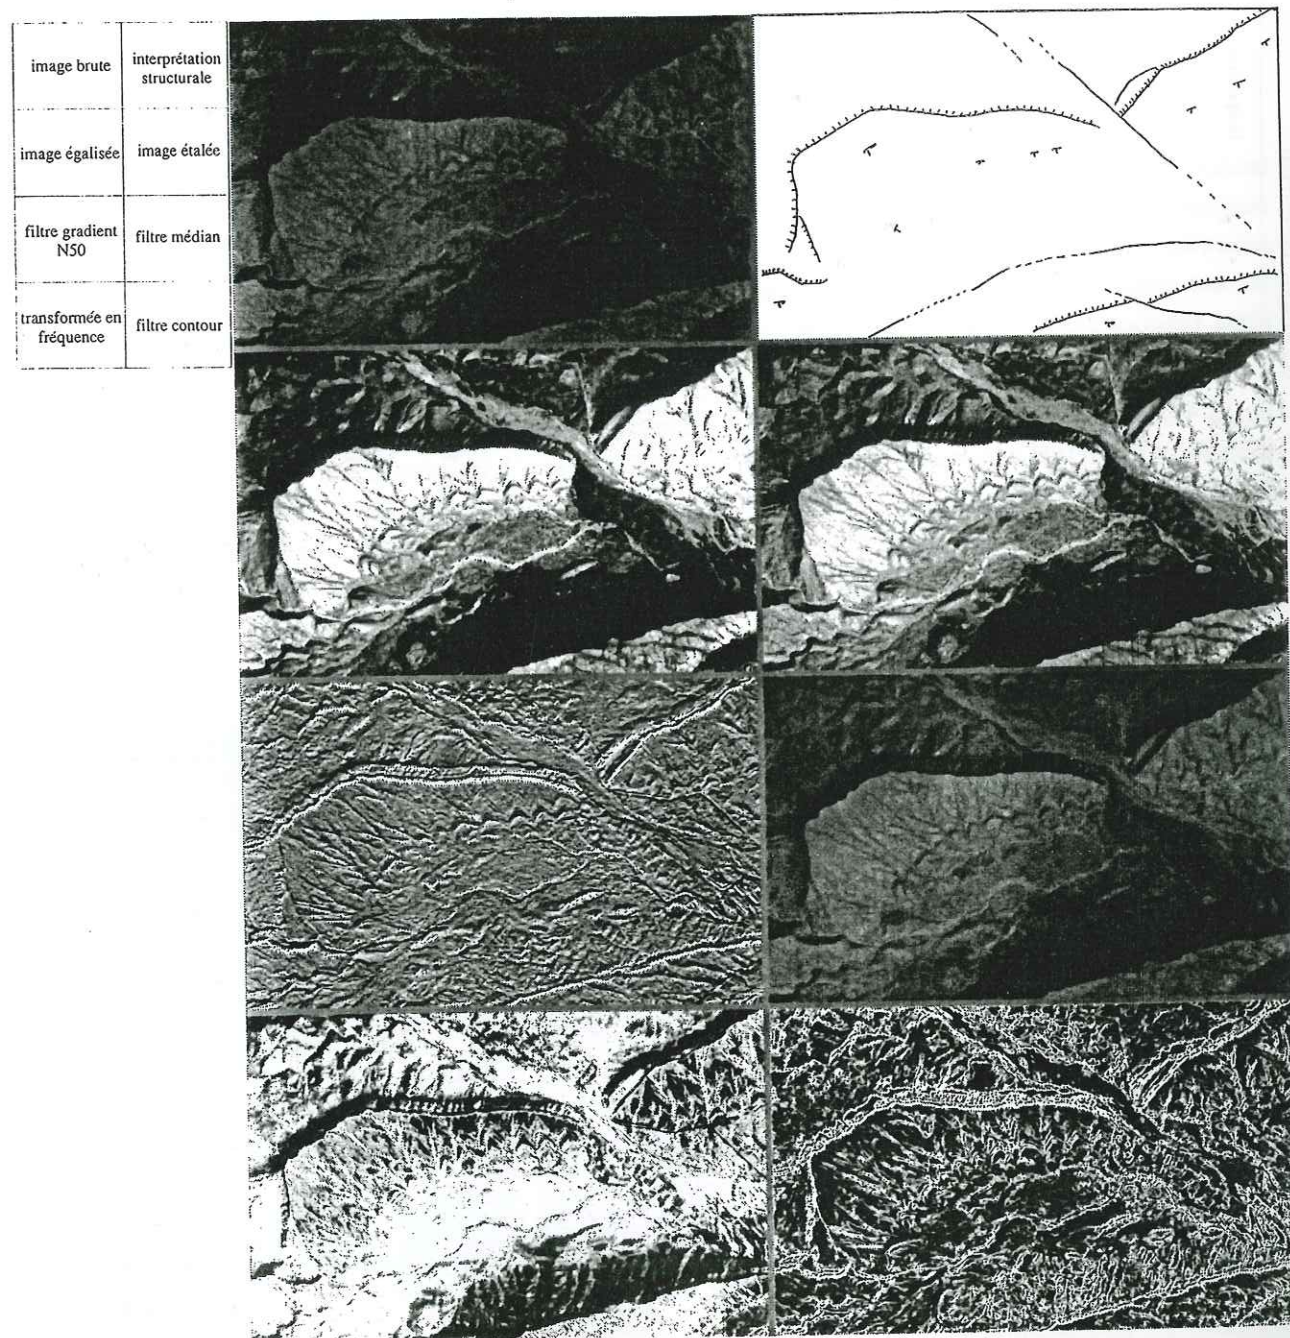 image brute
interprétation
structurale
image égalisée
image étalée
filtre gradient
N50
filtre médian
transformée en
fréquence
filtre contour